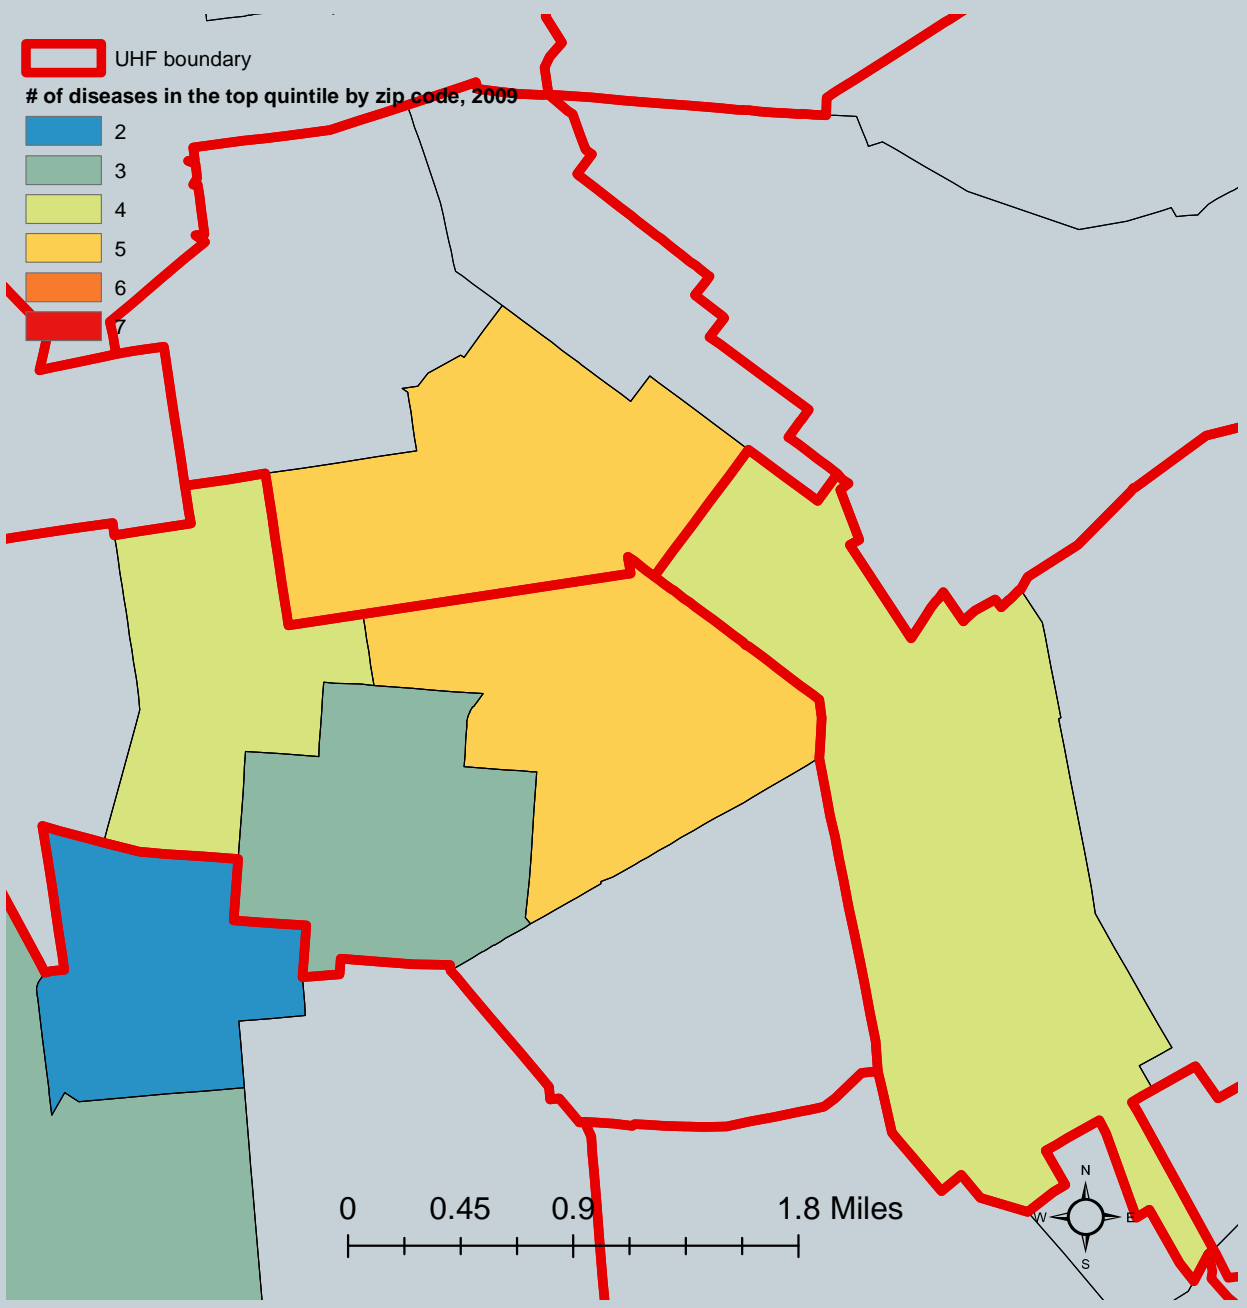 UHF boundary
# of diseases in the top quintile by zip code, 2009
2
3
4
5
6
7
0 0.45 0.9 1.8 Miles
N
W E
S